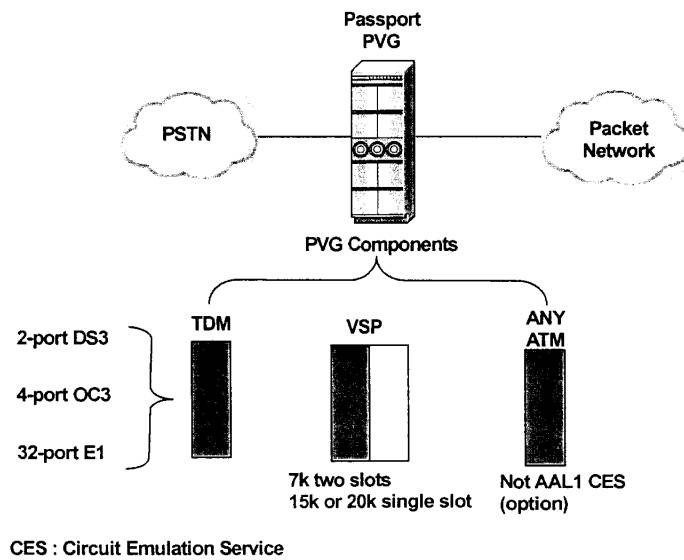 Passport
PVG
PSTN
Packet
Network
PVG Components
2-port DS3
4-port OC3
32-port E1
TDM
VSP
7k two slots
15k or 20k single slot
ANY
ATM
Not AAL1 CES
(option)
CES : Circuit Emulation Service